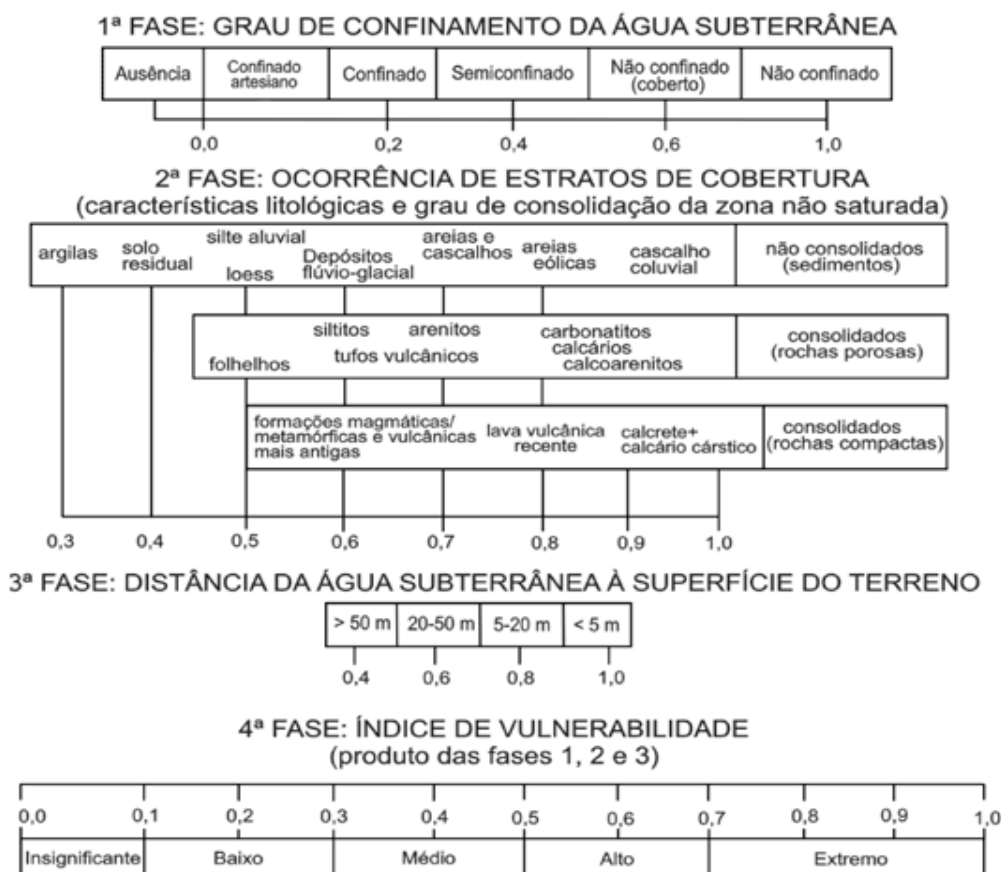 1ª FASE: GRAU DE CONFINAMENTO DA ÁGUA SUBTERRÂNEA
Ausência
Confinado
artesiano
Confinado
Semiconfinado
Não confinado
(coberto)
Não confinado
0,0
0,2
0,4
0,6
1,0
2ª FASE: OCORRÊNCIA DE ESTRATOS DE COBERTURA
(características litológicas e grau de consolidação da zona não saturada)
argilas
solo
residual
silte aluvial
loess
Depósitos
flúvio-glacial
areias e
cascalhos
areias
eólicas
cascalho
coluvial
não consolidados
(sedimentos)
folhelhos
siltitos
tufos vulcânicos
arenitos
carbonatitos
calcários
calcoarenitos
consolidados
(rochas porosas)
formações magmáticas/
metamórficas e vulcânicas
mais antigas
lava vulcânica
recente
calcrete+
calcário cárstico
consolidados
(rochas compactas)
0,3
0,4
0,5
0,6
0,7
0,8
0,9
1,0
3ª FASE: DISTÂNCIA DA ÁGUA SUBTERRÂNEA À SUPERFÍCIE DO TERRENO
> 50 m
20-50 m
5-20 m
< 5 m
0,4
0,6
0,8
1,0
4ª FASE: ÍNDICE DE VULNERABILIDADE
(produto das fases 1, 2 e 3)
0,0
0,1
0,2
0,3
0,4
0,5
0,6
0,7
0,8
0,9
1,0
Insignificante
Baixo
Médio
Alto
Extremo